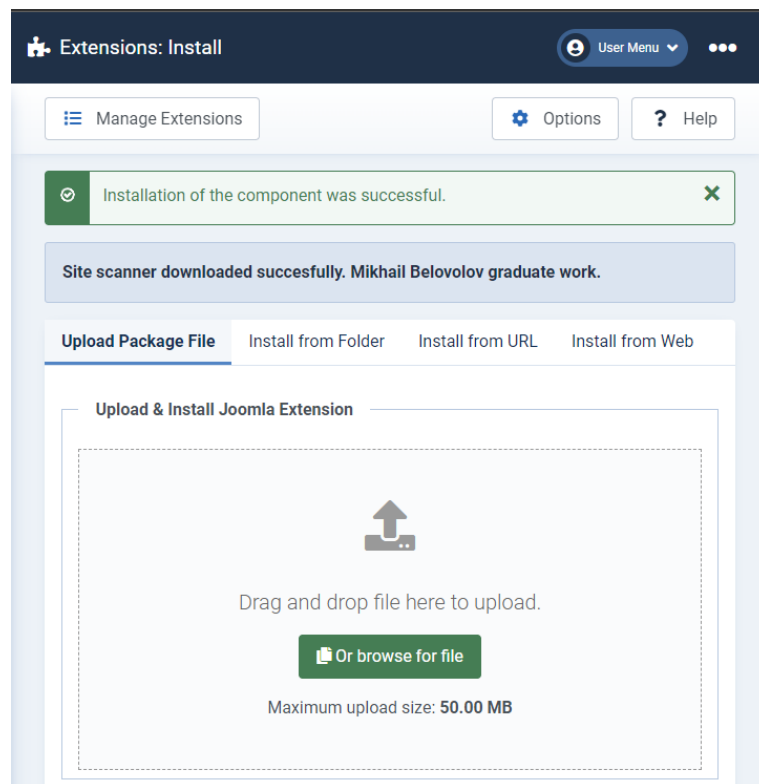 Extensions: Install
User Menu
Manage Extensions
Options
? Help
Installation of the component was successful.
Site scanner downloaded succesfully. Mikhail Belovolov graduate work.
Upload Package File
Install from Folder
Install from URL
Install from Web
Upload & Install Joomla Extension
Drag and drop file here to upload.
Or browse for file
Maximum upload size: 50.00 MB